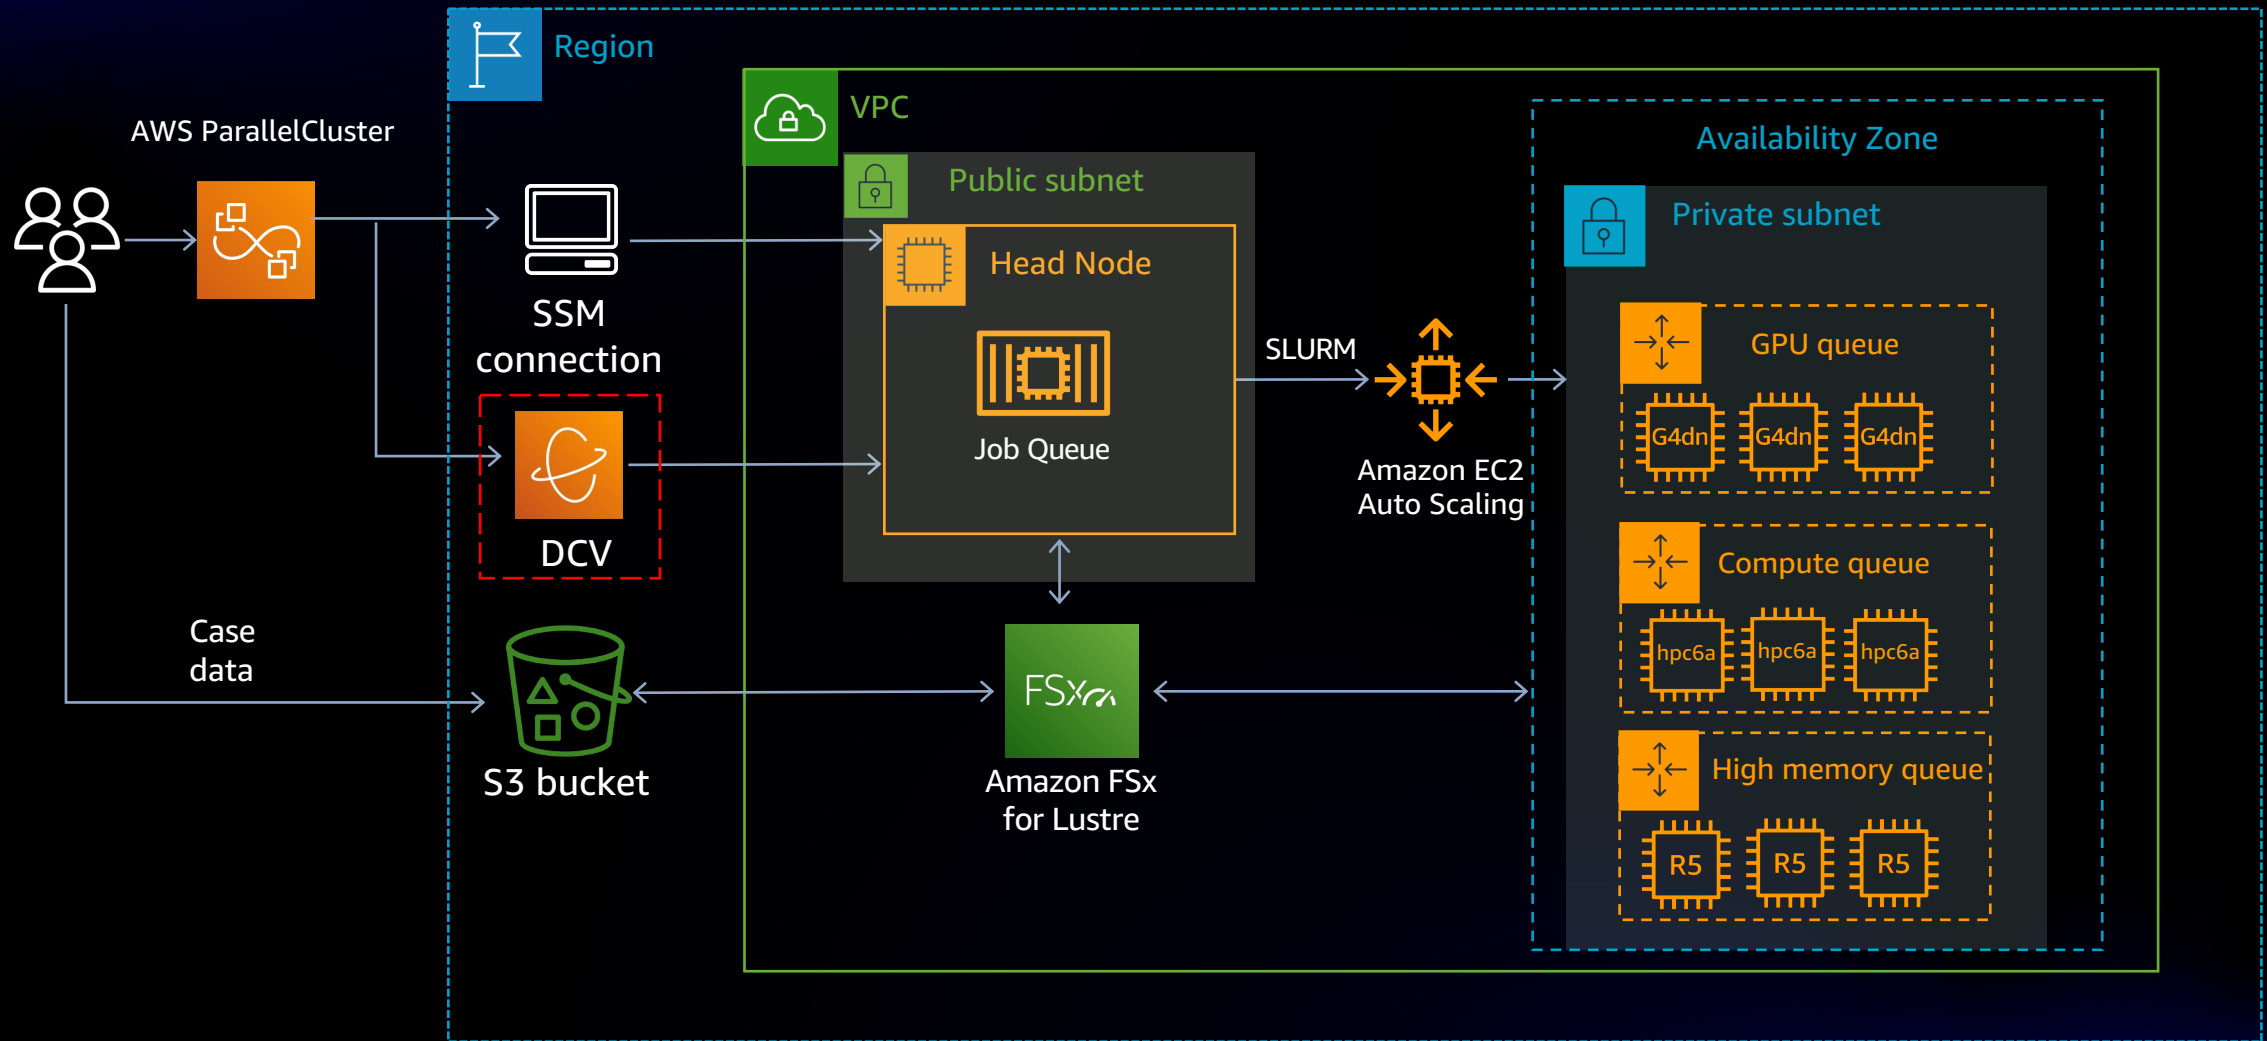 Region
AWS ParallelCluster
VPC
Availability Zone
Public subnet
Private subnet
Head Node
SSM
connection
SLURM
GPU queue
G4dn
G4dn
G4dn
Job Queue
Amazon EC2
Auto Scaling
DCV
Compute queue
hpc6a
hpc6a
hpc6a
Case
data
FSx
S3 bucket
Amazon FSx
for Lustre
High memory queue
R5
R5
R5